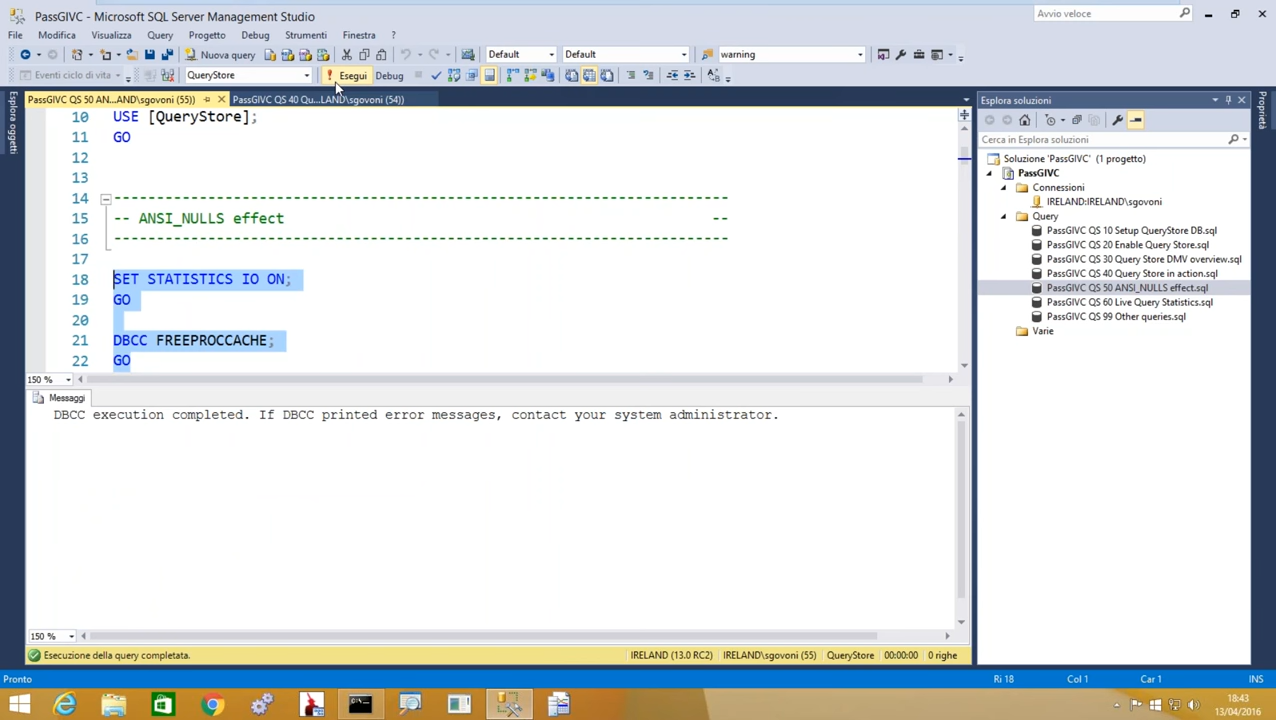 PassGIVC - Microsoft SQL Server Management Studio
Avvio veloce
File Modifica Visualizza Query Progetto Debug Strumenti Finestra ?
Nuova query Default Default warning
Eventi ciclo di vita QueryStore Esegui Debug
PassGIVC QS 50 AN...AND\sgovoni (55)) PassGIVC QS 40 Qu...LAND\sgovoni (54))
Esplora oggetti
10 USE [QueryStore];
11 GO
12
13
14 ---------------------------------------------------------------------------
15 -- ANSI_NULLS effect --
16 ---------------------------------------------------------------------------
17
18 SET STATISTICS IO ON;
19 GO
20
21 DBCC FREEPROCCACHE;
22 GO
150 %
Messaggi
DBCC execution completed. If DBCC printed error messages, contact your system administrator.
150 %
Esecuzione della query completata. IRELAND (13.0 RC2) IRELAND\sgovoni (55) QueryStore 00:00:00 0 righe
Esplora soluzioni
Cerca in Esplora soluzioni
Soluzione 'PassGIVC' (1 progetto)
PassGIVC
Connessioni
IRELAND:IRELAND\sgovoni
Query
PassGIVC QS 10 Setup QueryStore DB.sql
PassGIVC QS 20 Enable Query Store.sql
PassGIVC QS 30 Query Store DMV overview.sql
PassGIVC QS 40 Query Store in action.sql
PassGIVC QS 50 ANSI_NULLS effect.sql
PassGIVC QS 60 Live Query Statistics.sql
PassGIVC QS 99 Other queries.sql
Varie
Proprietà
Pronto Ri 18 Col 1 Car 1 INS
18:43
13/04/2016